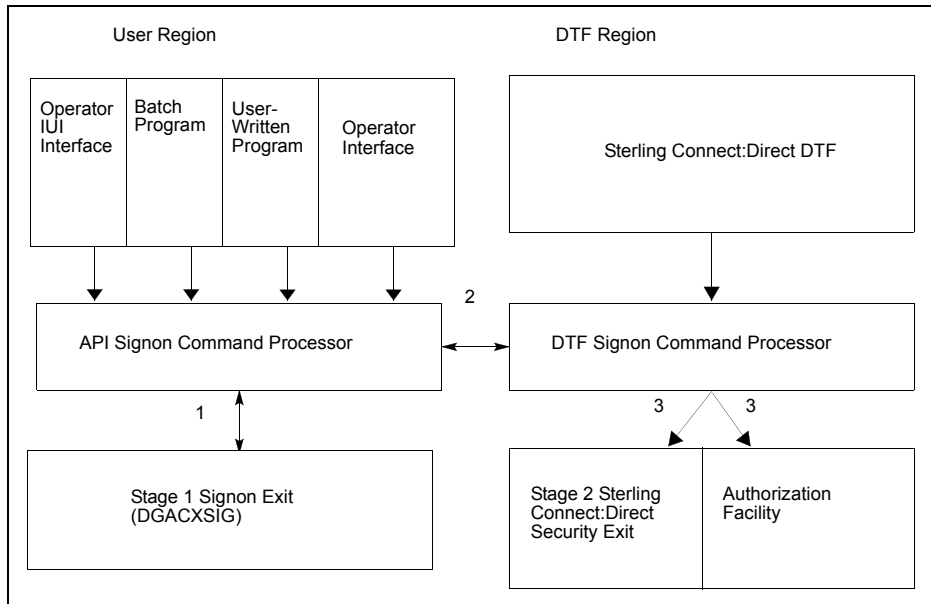 User Region
DTF Region
Operator
IUI
Interface
Batch
Program
User-
Written
Program
Operator
Interface
Sterling Connect:Direct DTF
2
API Signon Command Processor
DTF Signon Command Processor
1
3
3
Stage 1 Signon Exit
(DGACXSIG)
Stage 2 Sterling
Connect:Direct
Security Exit
Authorization
Facility